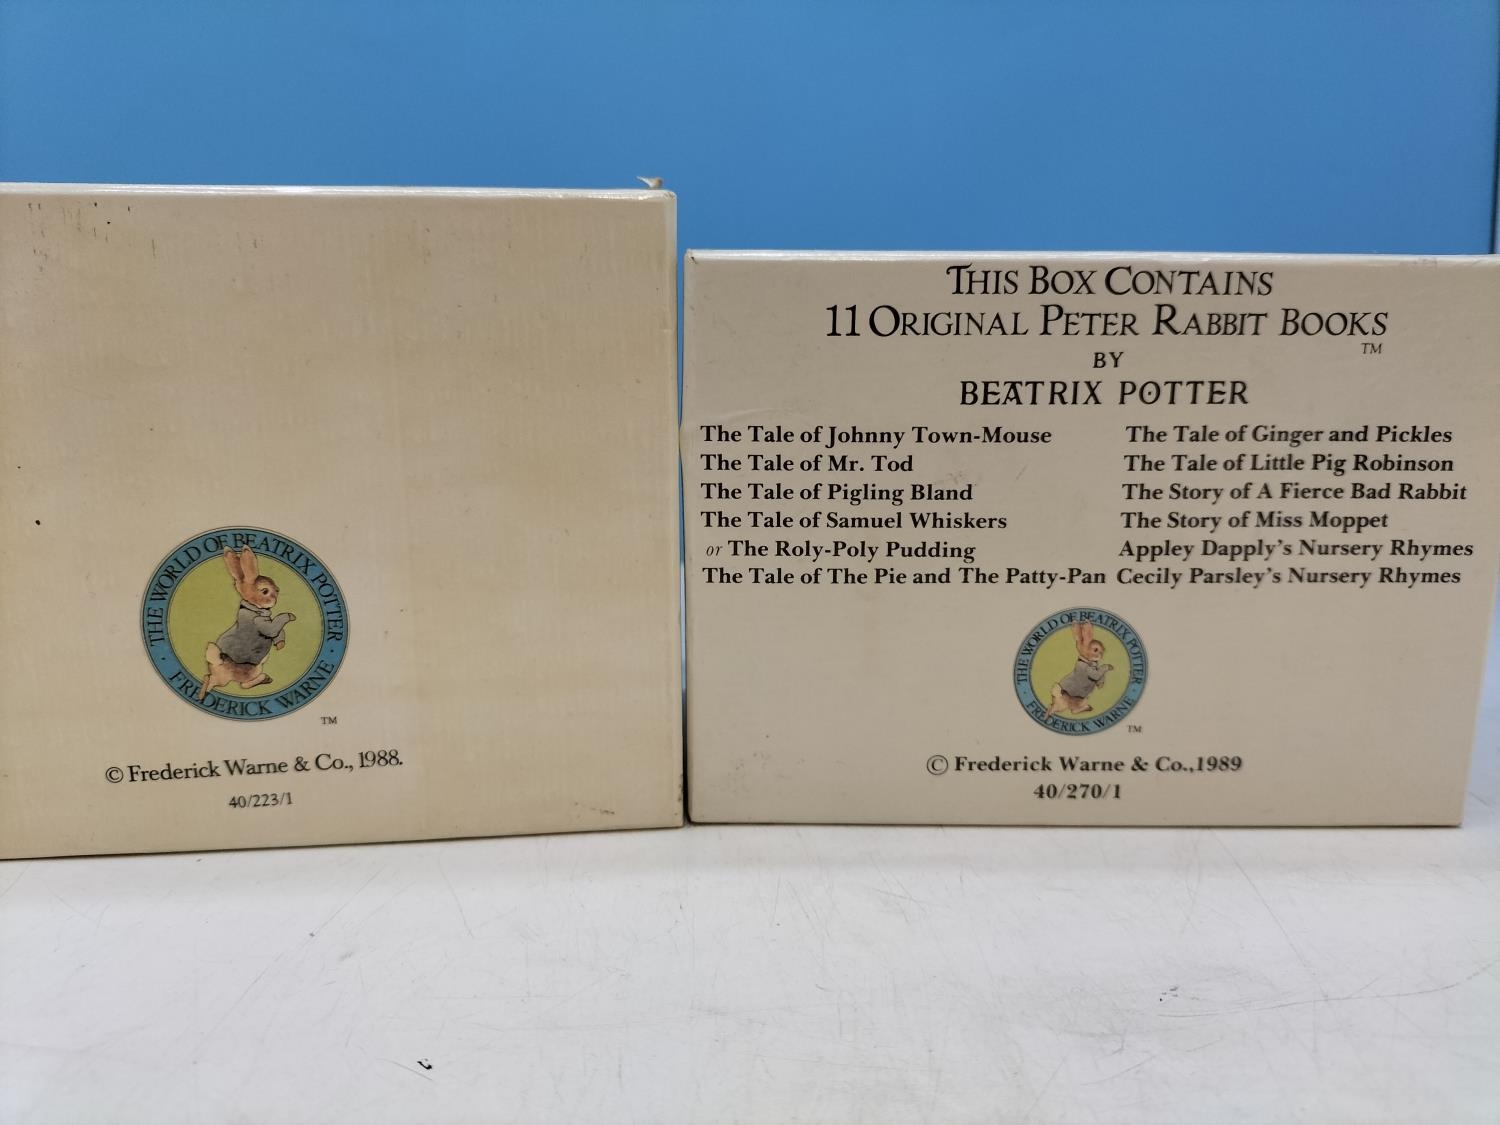 THE WORLD OF BEATRIX POTTER
· FREDERICK WARNE ·
TM
© Frederick Warne & Co., 1988.
40/223/1
THIS BOX CONTAINS
11 ORIGINAL PETER RABBIT BOOKS
TM
BY
BEATRIX POTTER
The Tale of Johnny Town-Mouse
The Tale of Mr. Tod
The Tale of Pigling Bland
The Tale of Samuel Whiskers
or The Roly-Poly Pudding
The Tale of The Pie and The Patty-Pan
The Tale of Ginger and Pickles
The Tale of Little Pig Robinson
The Story of A Fierce Bad Rabbit
The Story of Miss Moppet
Appley Dapply's Nursery Rhymes
Cecily Parsley's Nursery Rhymes
THE WORLD OF BEATRIX POTTER
· FREDERICK WARNE ·
TM
© Frederick Warne & Co.,1989
40/270/1